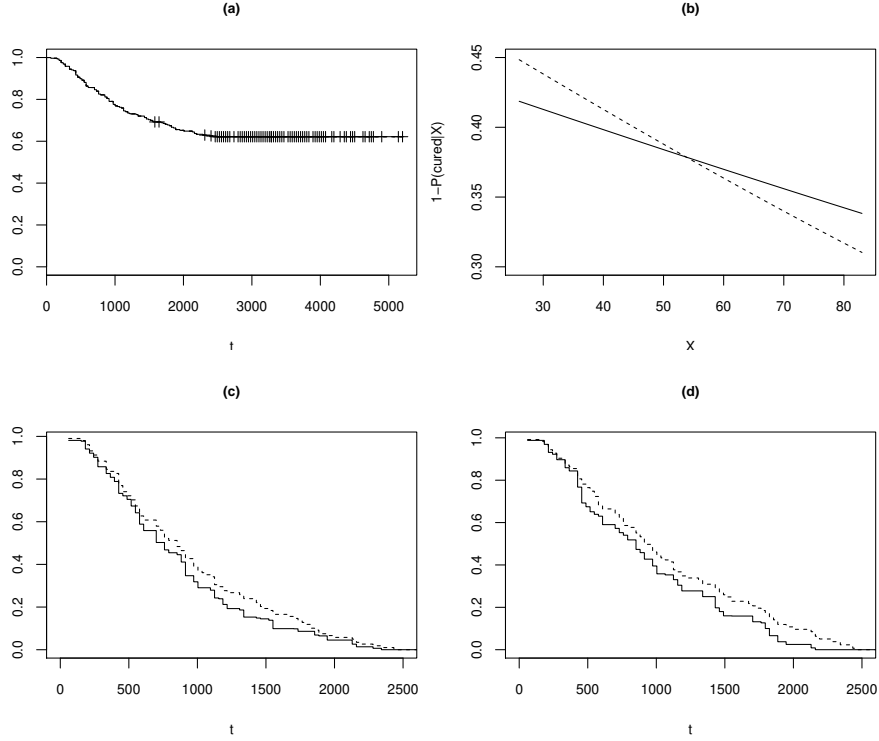 (a)
0.0 0.2 0.4 0.6 0.8 1.0
0 1000 2000 3000 4000 5000
t
(b)
1−P(cured|X)
0.30 0.35 0.40 0.45
30 40 50 60 70 80
X
(c)
0.0 0.2 0.4 0.6 0.8 1.0
0 500 1000 1500 2000 2500
t
(d)
0.0 0.2 0.4 0.6 0.8 1.0
0 500 1000 1500 2000 2500
t